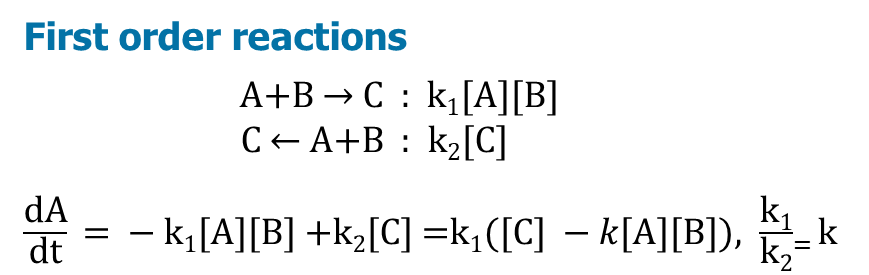 First order reactions
A+B → C : k₁[A][B]
C ← A+B : k₂[C]
dA/dt = − k₁[A][B] +k₂[C] =k₁([C] − k[A][B]), k₁/k₂ = k